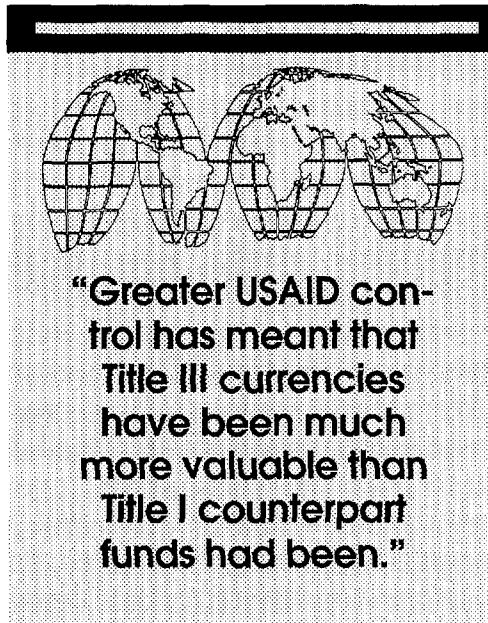 “Greater USAID con-
trol has meant that
Title III currencies
have been much
more valuable than
Title I counterpart
funds had been.”